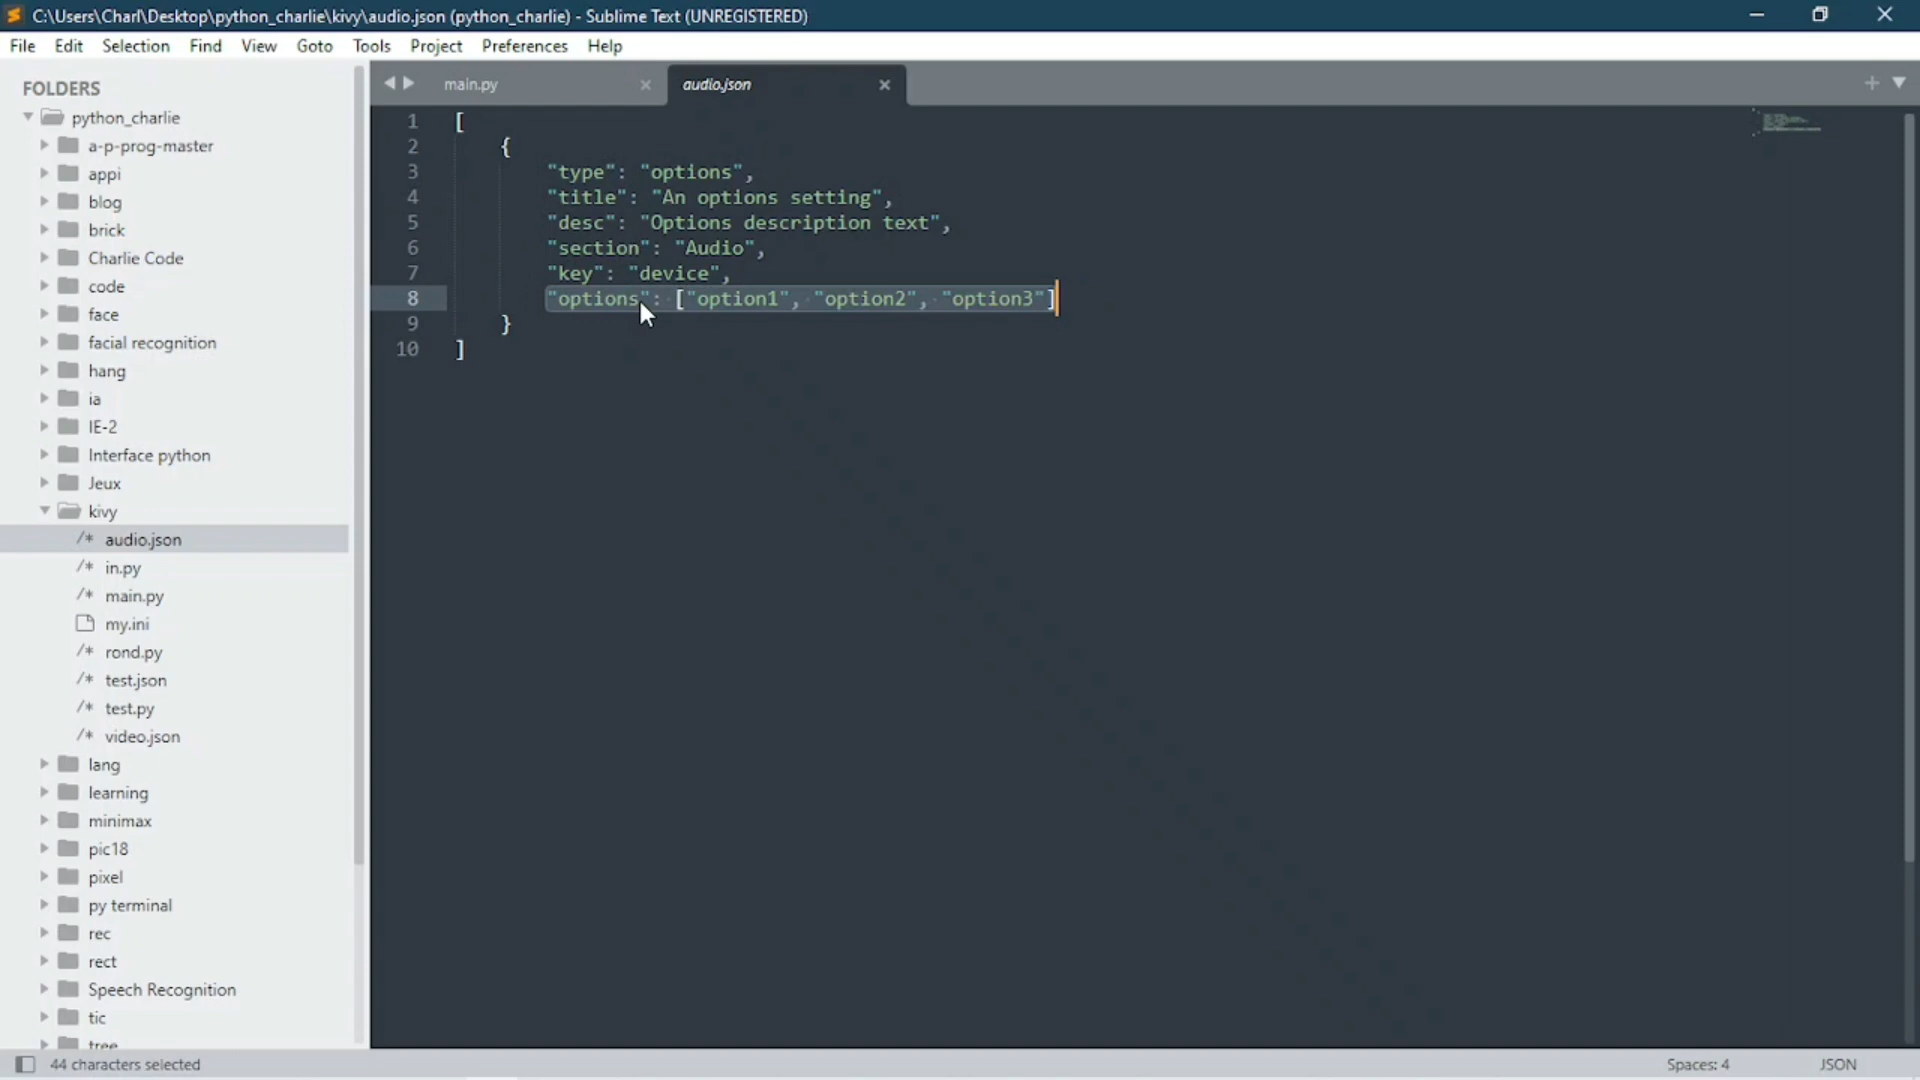 C:\Users\Charl\Desktop\python_charlie\kivy\audio.json (python_charlie) - Sublime Text (UNREGISTERED)
File Edit Selection Find View Goto Tools Project Preferences Help
FOLDERS
python_charlie
a-p-prog-master
appi
blog
brick
Charlie Code
code
face
facial recognition
hang
ia
IE-2
Interface python
Jeux
kivy
/* audio.json
/* in.py
/* main.py
my.ini
/* rond.py
/* test.json
/* test.py
/* video.json
lang
learning
minimax
pic18
pixel
py terminal
rec
rect
Speech Recognition
tic
tree
main.py
audio.json
1 [
2 {
3 "type": "options",
4 "title": "An options setting",
5 "desc": "Options description text",
6 "section": "Audio",
7 "key": "device",
8 "options": ["option1", "option2", "option3"]
9 }
10 ]
44 characters selected
Spaces: 4
JSON